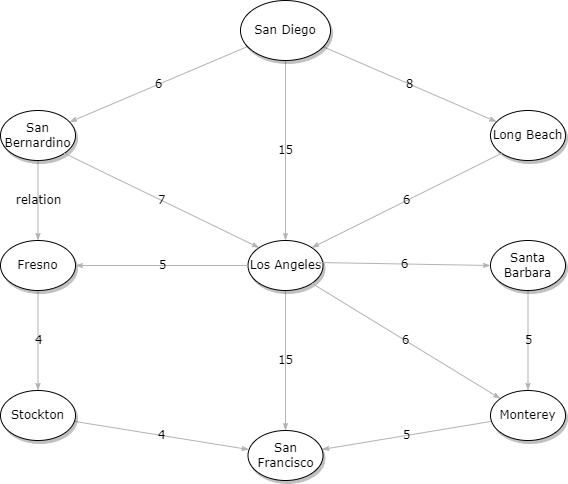 San Diego
6
8
San
Bernardino
15
Long Beach
relation
7
6
Fresno
5
Los Angeles
6
Santa
Barbara
4
15
6
5
Stockton
Monterey
4
5
San
Francisco